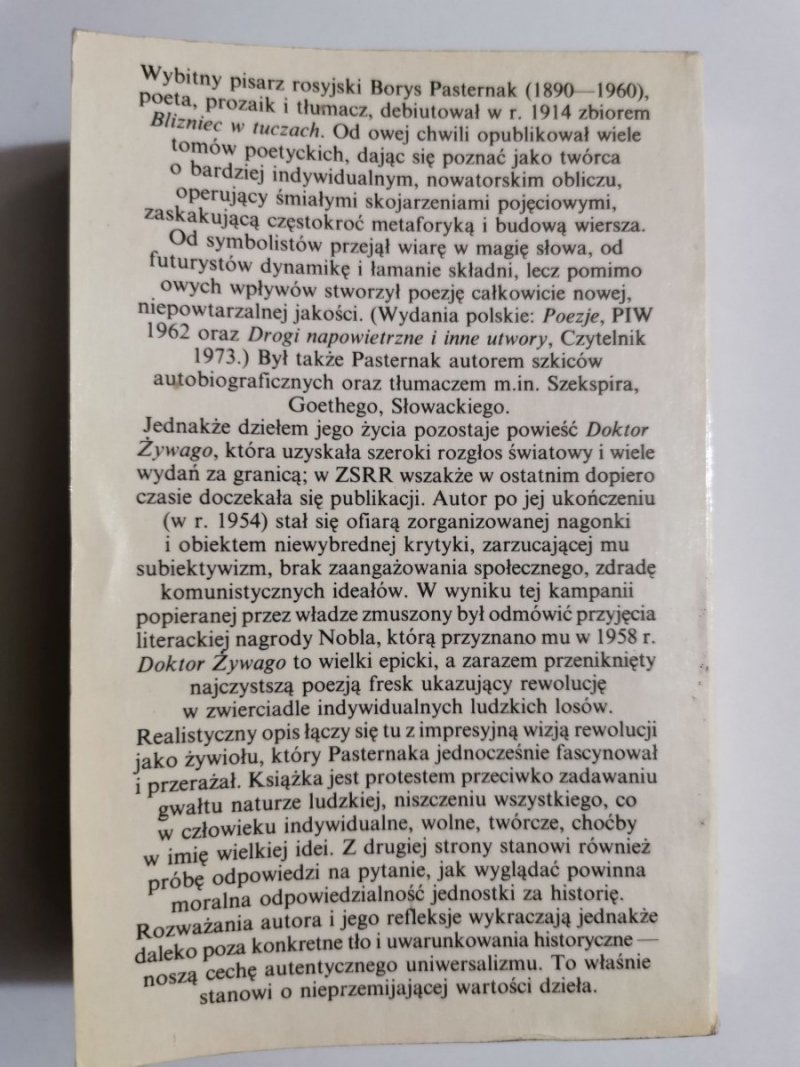 Wybitny pisarz rosyjski Borys Pasternak (1890—1960),
poeta, prozaik i tłumacz, debiutował w r. 1914 zbiorem
Blizniec w tuczach. Od owej chwili opublikował wiele
tomów poetyckich, dając się poznać jako twórca
o bardziej indywidualnym, nowatorskim obliczu,
operujący śmiałymi skojarzeniami pojęciowymi,
zaskakującą częstokroć metaforyką i budową wiersza.
Od symbolistów przejął wiarę w magię słowa, od
futurystów dynamikę i łamanie składni, lecz pomimo
owych wpływów stworzył poezję całkowicie nowej,
niepowtarzalnej jakości. (Wydania polskie: Poezje, PIW
1962 oraz Drogi napowietrzne i inne utwory, Czytelnik
1973.) Był także Pasternak autorem szkiców
autobiograficznych oraz tłumaczem m.in. Szekspira,
Goethego, Słowackiego.
Jednakże dziełem jego życia pozostaje powieść Doktor
Żywago, która uzyskała szeroki rozgłos światowy i wiele
wydań za granicą; w ZSRR wszakże w ostatnim dopiero
czasie doczekała się publikacji. Autor po jej ukończeniu
(w r. 1954) stał się ofiarą zorganizowanej nagonki
i obiektem niewybrednej krytyki, zarzucającej mu
subiektywizm, brak zaangażowania społecznego, zdradę
komunistycznych ideałów. W wyniku tej kampanii
popieranej przez władze zmuszony był odmówić przyjęcia
literackiej nagrody Nobla, którą przyznano mu w 1958 r.
Doktor Żywago to wielki epicki, a zarazem przeniknięty
najczystszą poezją fresk ukazujący rewolucję
w zwierciadle indywidualnych ludzkich losów.
Realistyczny opis łączy się tu z impresyjną wizją rewolucji
jako żywiołu, który Pasternaka jednocześnie fascynował
i przerażał. Książka jest protestem przeciwko zadawaniu
gwałtu naturze ludzkiej, niszczeniu wszystkiego, co
w człowieku indywidualne, wolne, twórcze, choćby
w imię wielkiej idei. Z drugiej strony stanowi również
próbę odpowiedzi na pytanie, jak wyglądać powinna
moralna odpowiedzialność jednostki za historię.
Rozważania autora i jego refleksje wykraczają jednakże
daleko poza konkretne tło i uwarunkowania historyczne —
noszą cechę autentycznego uniwersalizmu. To właśnie
stanowi o nieprzemijającej wartości dzieła.